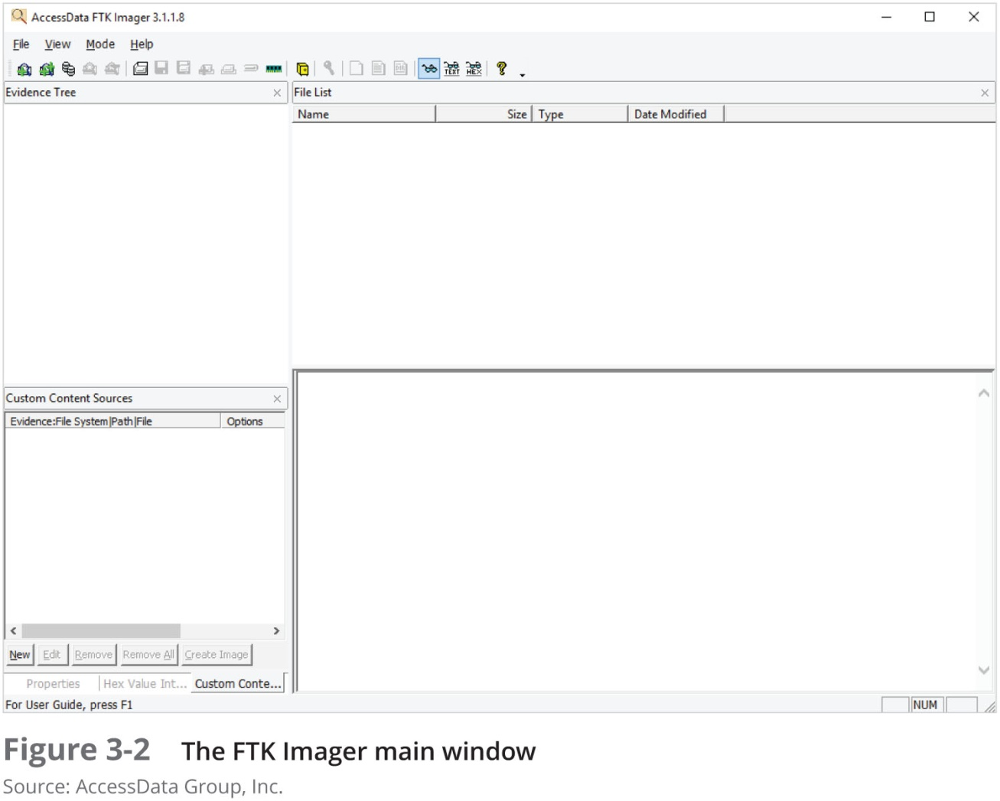 AccessData FTK Imager 3.1.1.8
File View Mode Help
TEXT HEX
Evidence Tree
File List
Name Size Type Date Modified
Custom Content Sources
Evidence:File System|Path|File Options
New Edit Remove Remove All Create Image
Properties Hex Value Int... Custom Conte...
For User Guide, press F1
NUM
Figure 3-2 The FTK Imager main window
Source: AccessData Group, Inc.